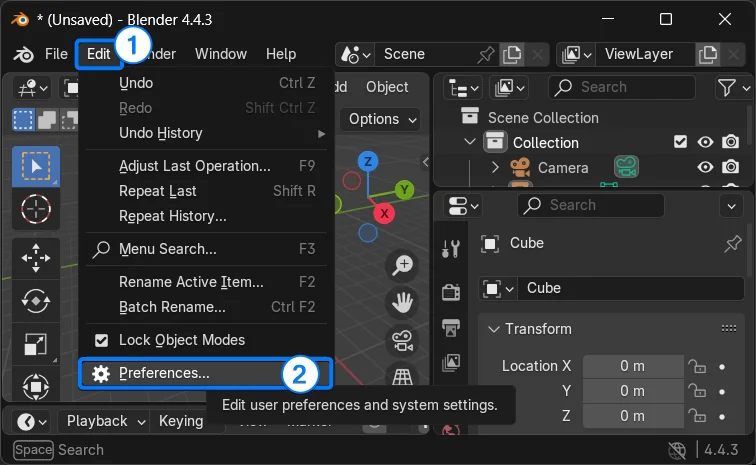 * (Unsaved) - Blender 4.4.3
File Edit 1 nder Window Help
Scene
ViewLayer
Undo Ctrl Z
Redo Shift Ctrl Z
Undo History
Adjust Last Operation... F9
Repeat Last Shift R
Repeat History...
Menu Search... F3
Rename Active Item... F2
Batch Rename... Ctrl F2
Lock Object Modes
Preferences... 2
Edit user preferences and system settings.
dd Object
Options
Z
Y
X
Search
Scene Collection
Collection
Camera
Search
Cube
Cube
Transform
Location X 0 m
Y 0 m
Z 0 m
Playback Keying
Space Search
4.4.3